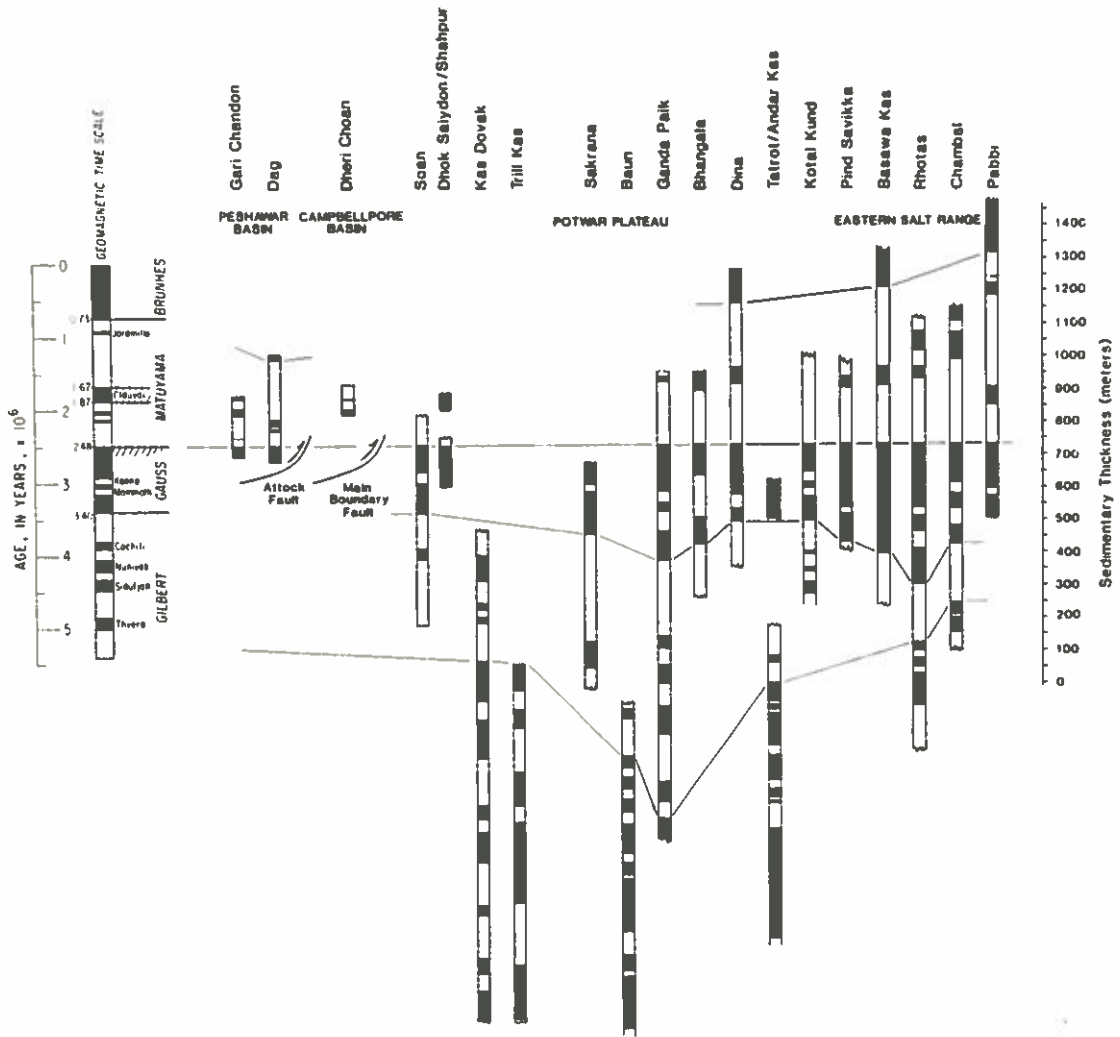 GEOMAGNETIC TIME SCALE
Gari Chandon
Dag
Dheri Choan
Soan
Dhok Saiydon/Shahpur
Kas Dovak
Trill Kas
Sakrana
Baun
Ganda Paik
Bhangala
Dina
Tatrot/Andar Kas
Kotal Kund
Pind Savikka
Basawa Kas
Rhotas
Chambal
Pabbi
PESHAWAR
BASIN
CAMPBELLPORE
BASIN
POTWAR PLATEAU
EASTERN SALT RANGE
AGE, IN YEARS, x 10⁶
0
1
2
3
4
5
BRUNHES
MATUYAMA
GAUSS
GILBERT
Jaramillo
Olduvai
Kaena
Mammoth
Cochiti
Nunivak
Sidufjall
Thvera
Attock
Fault
Main
Boundary
Fault
1400
1300
1200
1100
1000
900
800
700
600
500
400
300
200
100
0
Sedimentary Thickness (meters)